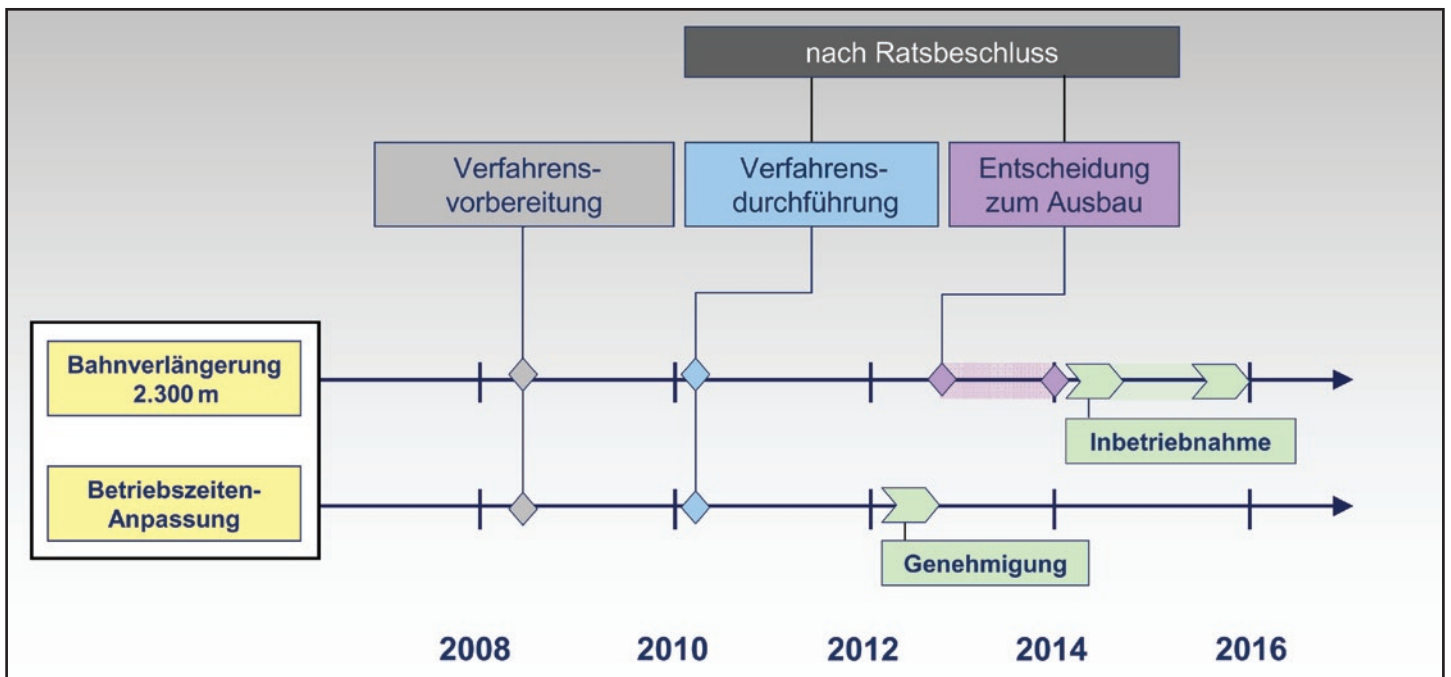 nach Ratsbeschluss
Verfahrens-
vorbereitung
Verfahrens-
durchführung
Entscheidung
zum Ausbau
Bahnverlängerung
2.300 m
Inbetriebnahme
Betriebszeiten-
Anpassung
Genehmigung
2008
2010
2012
2014
2016